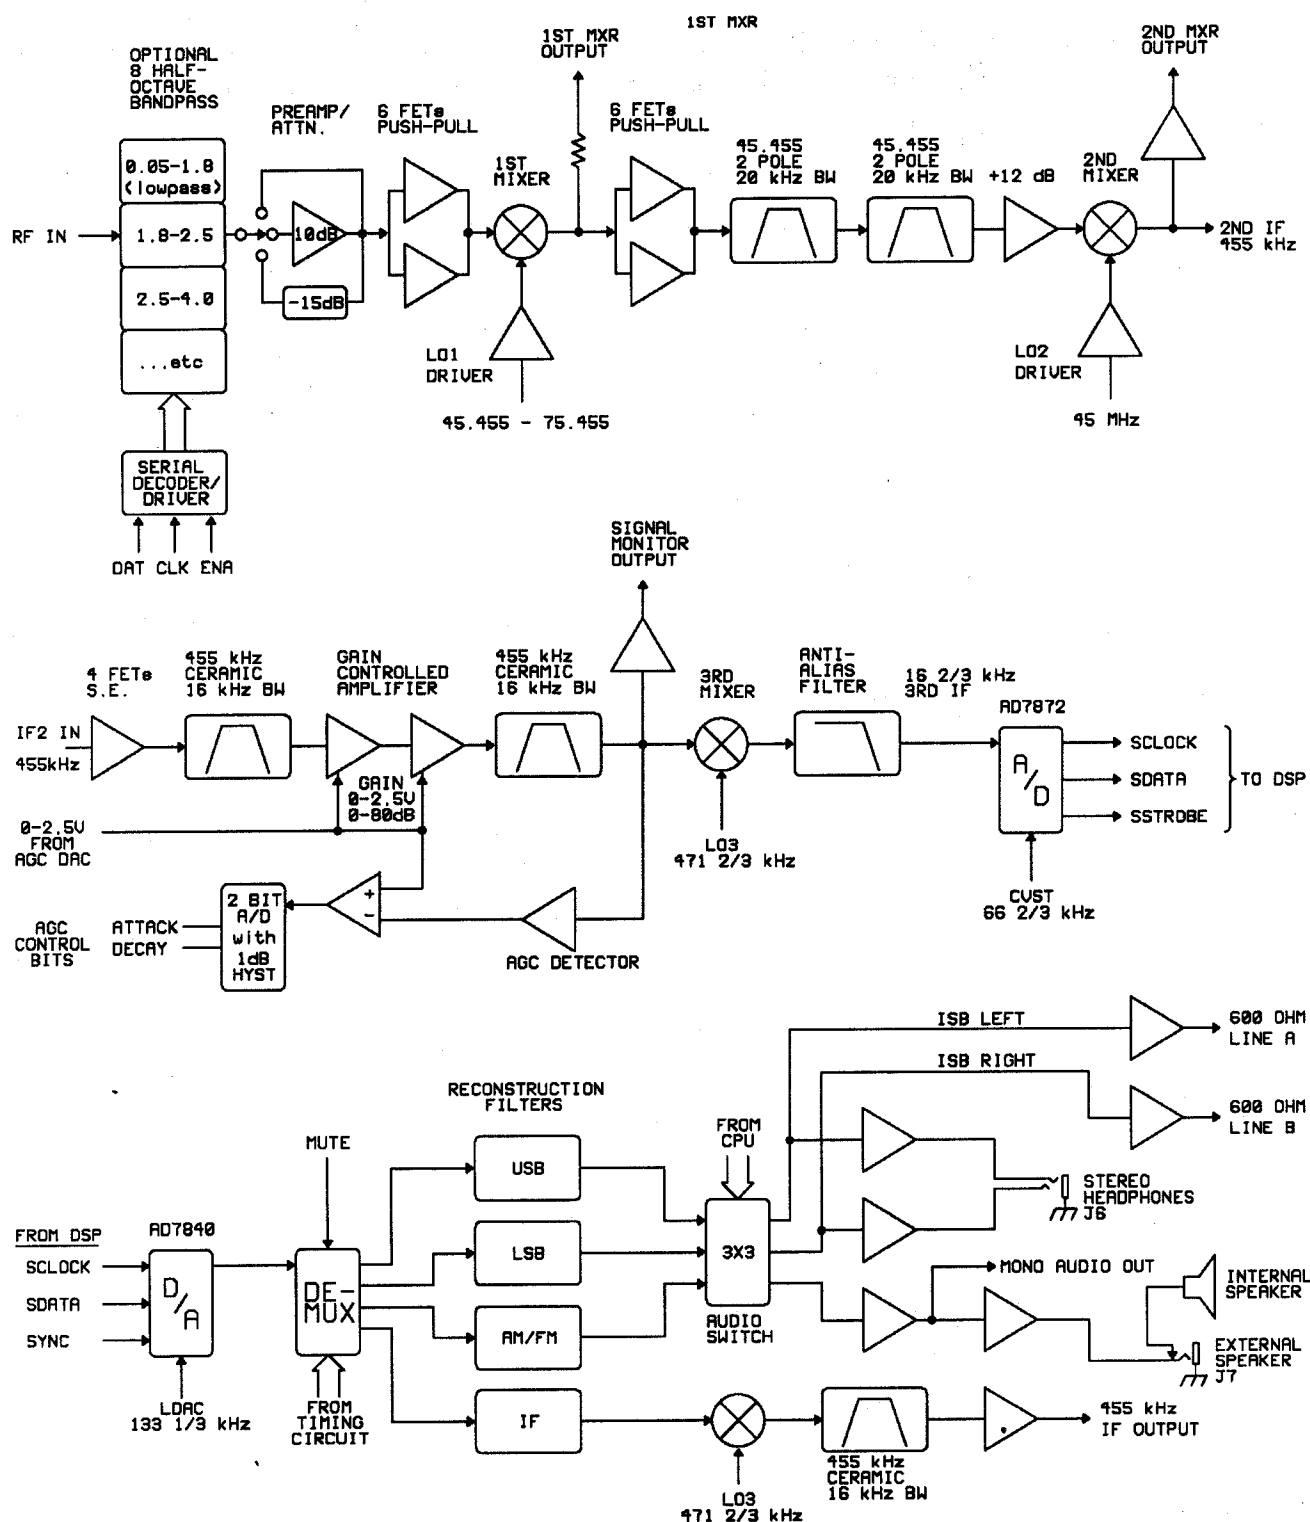 1ST MXR
OPTIONAL
8 HALF-
OCTAVE
BANDPASS
0.05-1.8
(lowpass)
1.8-2.5
2.5-4.0
...etc
RF IN
SERIAL
DECODER/
DRIVER
DAT CLK ENA
PREAMP/
ATTN.
10dB
-15dB
6 FETs
PUSH-PULL
1ST
MIXER
1ST MXR
OUTPUT
LO1
DRIVER
45.455 - 75.455
6 FETs
PUSH-PULL
45.455
2 POLE
20 kHz BW
45.455
2 POLE
20 kHz BW
+12 dB
2ND
MIXER
2ND MXR
OUTPUT
2ND IF
455 kHz
LO2
DRIVER
45 MHz
4 FETs
S.E.
IF2 IN
455kHz
455 kHz
CERAMIC
16 kHz BW
GAIN
CONTROLLED
AMPLIFIER
GAIN
0-2.5V
0-80dB
455 kHz
CERAMIC
16 kHz BW
SIGNAL
MONITOR
OUTPUT
3RD
MIXER
LO3
471 2/3 kHz
ANTI-
ALIAS
FILTER
16 2/3 kHz
3RD IF
AD7872
A/D
SCLOCK
SDATA
SSTROBE
TO DSP
CVST
66 2/3 kHz
0-2.5V
FROM
AGC DAC
AGC
CONTROL
BITS
ATTACK
DECAY
2 BIT
A/D
with
1dB
HYST
+
-
AGC DETECTOR
FROM DSP
SCLOCK
SDATA
SYNC
AD7840
D/A
LDAC
133 1/3 kHz
MUTE
DE-
MUX
FROM
TIMING
CIRCUIT
RECONSTRUCTION
FILTERS
USB
LSB
AM/FM
IF
FROM
CPU
3X3
AUDIO
SWITCH
ISB LEFT
600 OHM
LINE A
ISB RIGHT
600 OHM
LINE B
STEREO
HEADPHONES
J6
MONO AUDIO OUT
INTERNAL
SPEAKER
EXTERNAL
SPEAKER
J7
LO3
471 2/3 kHz
455 kHz
CERAMIC
16 kHz BW
455 kHz
IF OUTPUT